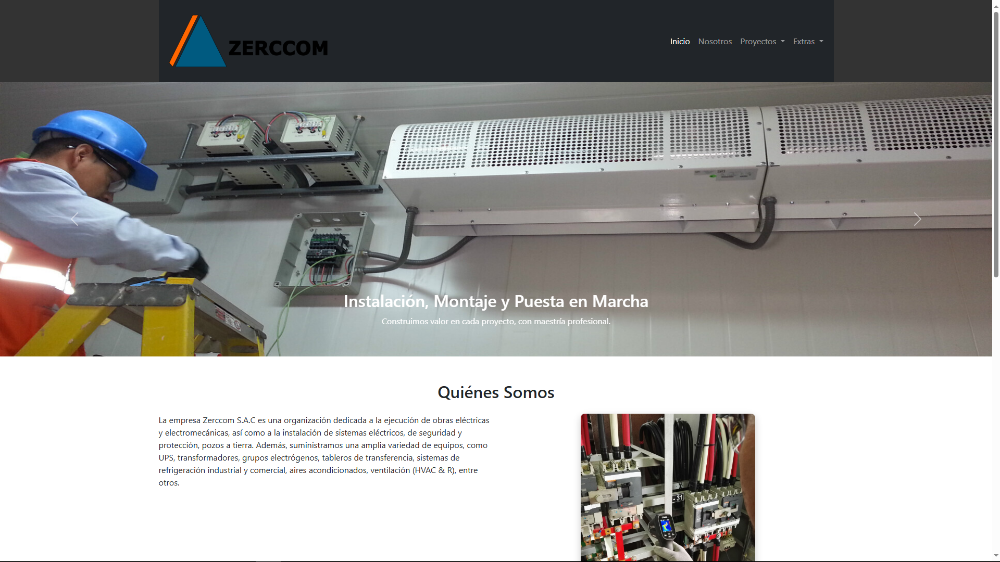 ZERCCOM
Inicio Nosotros Proyectos Extras
Instalación, Montaje y Puesta en Marcha
Construimos valor en cada proyecto, con maestría profesional.
Quiénes Somos
La empresa Zerccom S.A.C es una organización dedicada a la ejecución de obras eléctricas
y electromecánicas, así como a la instalación de sistemas eléctricos, de seguridad y
protección, pozos a tierra. Además, suministramos una amplia variedad de equipos, como
UPS, transformadores, grupos electrógenos, tableros de transferencia, sistemas de
refrigeración industrial y comercial, aires acondicionados, ventilación (HVAC & R), entre
otros.
- 31